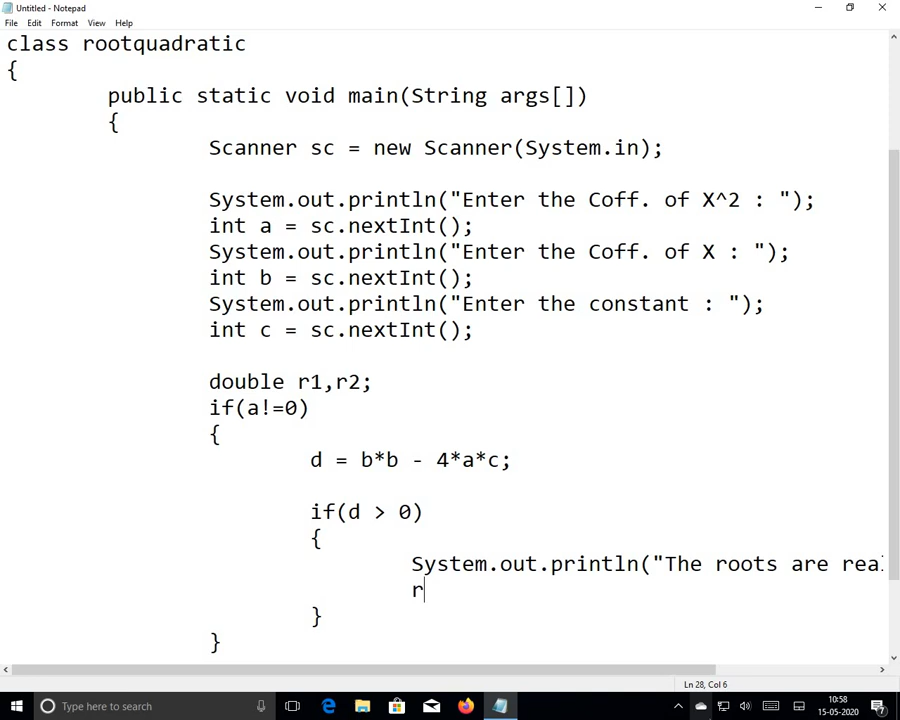 Untitled - Notepad
File Edit Format View Help
class rootquadratic
{
public static void main(String args[])
{
Scanner sc = new Scanner(System.in);
System.out.println("Enter the Coff. of X^2 : ");
int a = sc.nextInt();
System.out.println("Enter the Coff. of X : ");
int b = sc.nextInt();
System.out.println("Enter the constant : ");
int c = sc.nextInt();
double r1,r2;
if(a!=0)
{
d = b*b - 4*a*c;
if(d > 0)
{
System.out.println("The roots are rea
r
}
}
Ln 28, Col 6
Type here to search
10:58
15-05-2020
7